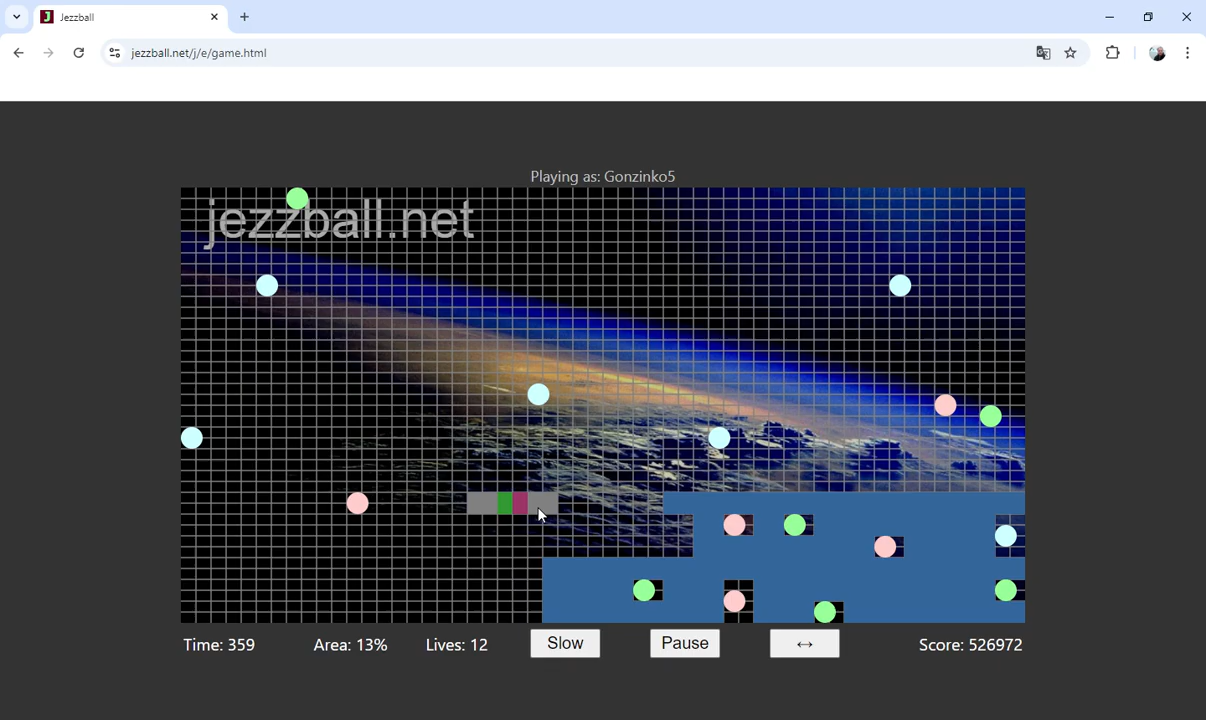 Jezzball
jezzball.net/j/e/game.html
Playing as: Gonzinko5
jezzball.net
Time: 359 Area: 13% Lives: 12 Slow Pause ↔ Score: 526972